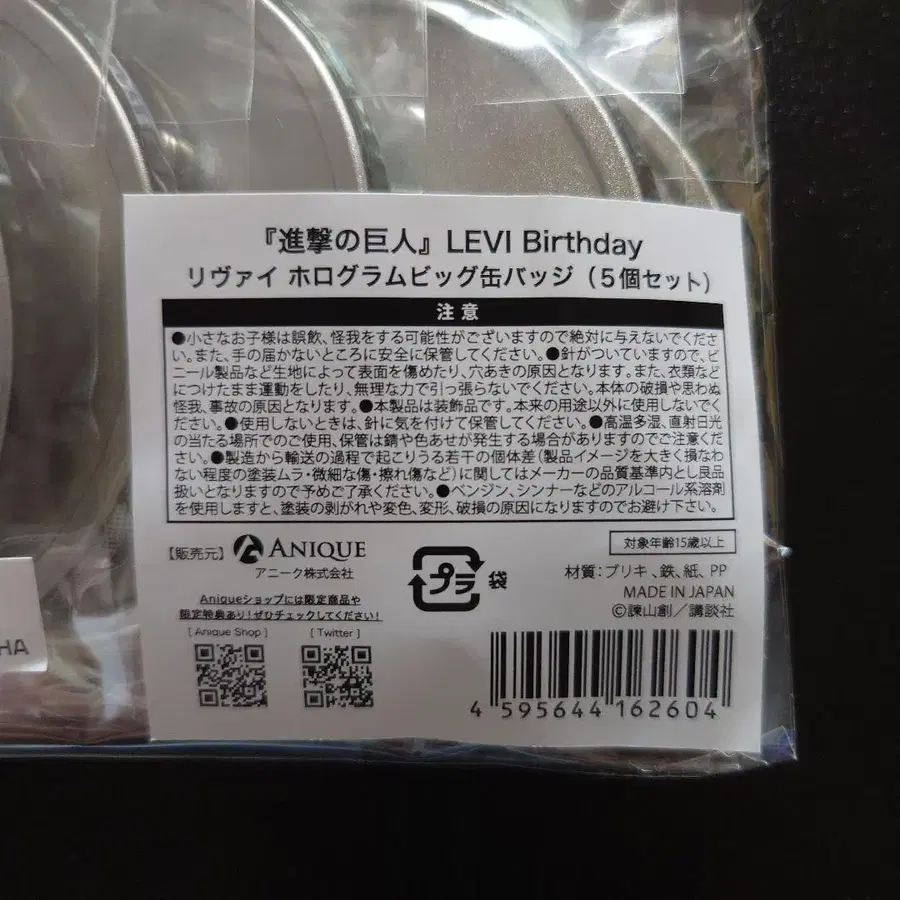 『進撃の巨人』LEVI Birthday
リヴァイ ホログラムビッグ缶バッジ（5個セット）
注意
●小さなお子様は誤飲、怪我をする可能性がございますので絶対に与えないでくださ
い。また、手の届かないところに安全に保管してください。●針がついていますので、ビ
ニール製品など生地によって表面を傷めたり、穴あきの原因となります。また、衣類など
につけたまま運動をしたり、無理な力で引っ張らないでください。本体の破損や思わぬ
怪我、事故の原因となります。●本製品は装飾品です。本来の用途以外に使用しないでく
ださい。●使用しないときは、針に気を付けて保管してください。●高温多湿、直射日光
の当たる場所でのご使用、保管は錆や色あせが発生する場合がありますのでご注意くだ
さい。●製造から輸送の過程で起こりうる若干の個体差（製品イメージを大きく損なわ
ない程度の塗装ムラ・微細な傷・擦れ傷など）に関してはメーカーの品質基準内とし良品
扱いとなりますので予めご了承ください。●ベンジン、シンナーなどのアルコール系溶剤
を使用しますと、塗装の剥がれや変色、変形、破損の原因になりますのでお避け下さい。
【販売元】 ANIQUE
アニーク株式会社
Aniqueショップには限定商品や
限定特典あり！ぜひチェックしてください！
[ Anique Shop ] [ Twitter ]
プラ 袋
対象年齢15歳以上
材質：ブリキ、鉄、紙、PP
MADE IN JAPAN
©諫山創／講談社
4 595644 162604
HA